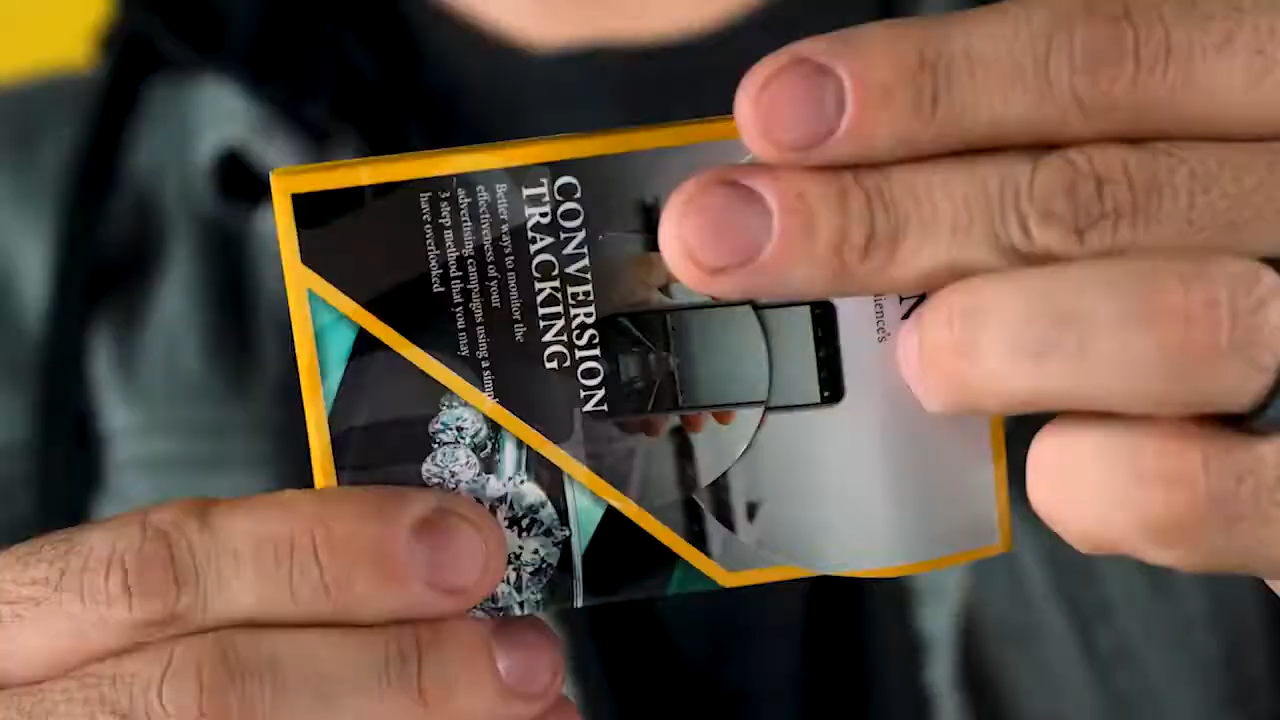 CONVERSION
TRACKING
Better ways to monitor the
effectiveness of your
advertising campaigns using a simple
3 step method that you may
have overlooked
N
dience's